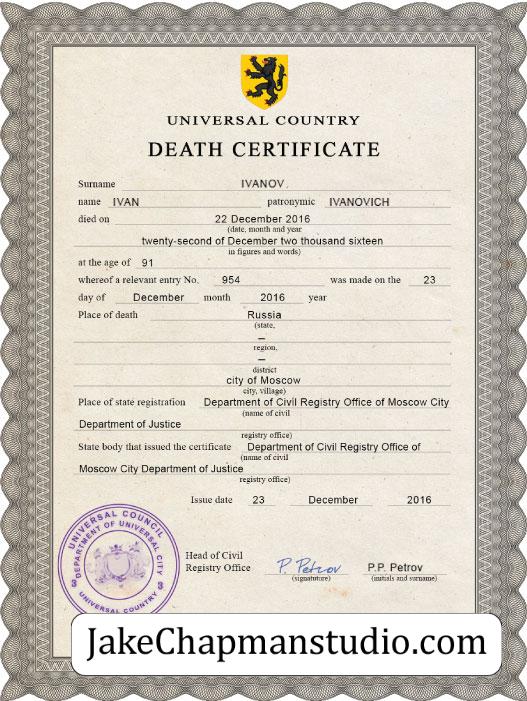 UNIVERSAL COUNTRY
DEATH CERTIFICATE
Surname IVANOV .
name IVAN patronymic IVANOVICH
died on 22 December 2016
(date, month and year
twenty-second of December two thousand sixteen
in figures and words)
at the age of 91
whereof a relevant entry No. 954 was made on the 23
day of December month 2016 year
Place of death Russia
(state,
–
region,
–
district
city of Moscow
city, village)
Place of state registration Department of Civil Registry Office of Moscow City
(name of civil
Department of Justice
registry office)
State body that issued the certificate Department of Civil Registry Office of
(name of civil
Moscow City Department of Justice
registry office)
Issue date 23 December 2016
UNIVERSAL COUNCIL
DEPARTMENT OF UNIVERSAL CITY
3 3
UNIVERSAL COUNTRY
Head of Civil
Registry Office P. Petrov P.P. Petrov
(signatuture) (initials and surname)
JakeChapmanstudio.com